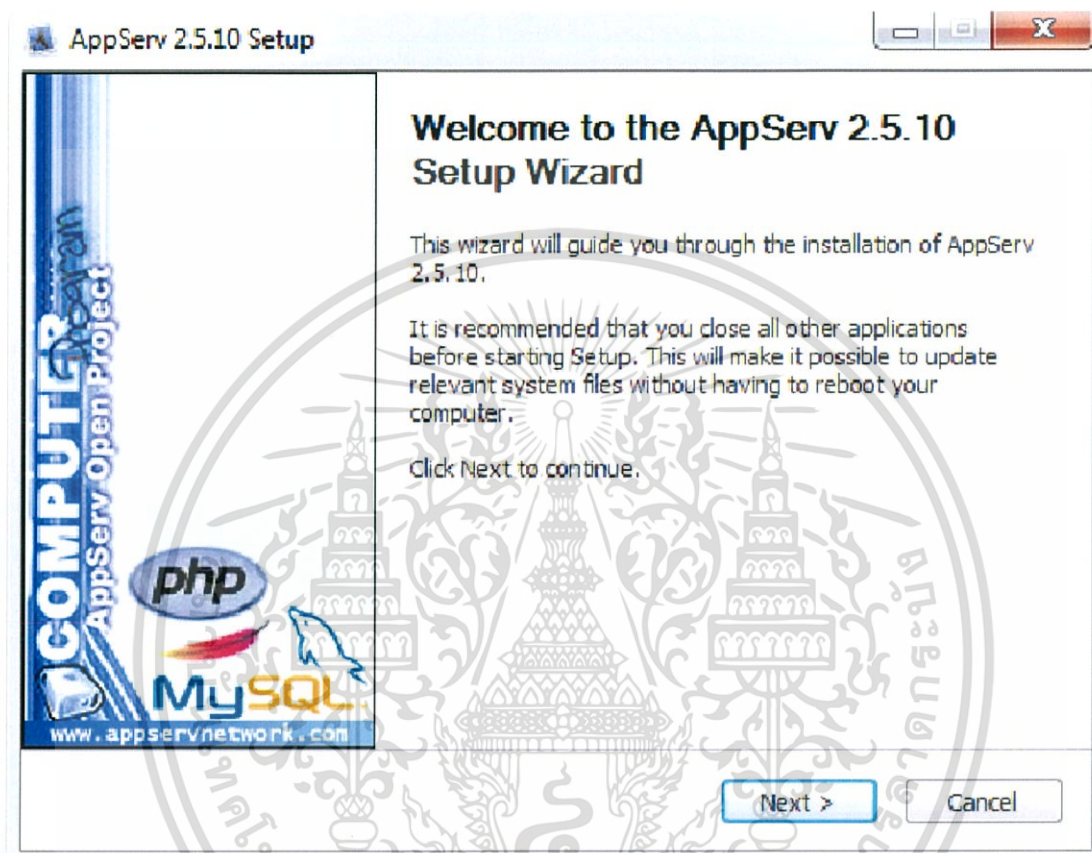 AppServ 2.5.10 Setup
Welcome to the AppServ 2.5.10
Setup Wizard
This wizard will guide you through the installation of AppServ
2.5.10.
It is recommended that you close all other applications
before starting Setup. This will make it possible to update
relevant system files without having to reboot your
computer.
Click Next to continue.
COMPUTER
Program
AppServ Open Project
php
MySQL
www.appservnetwork.com
Next >
Cancel